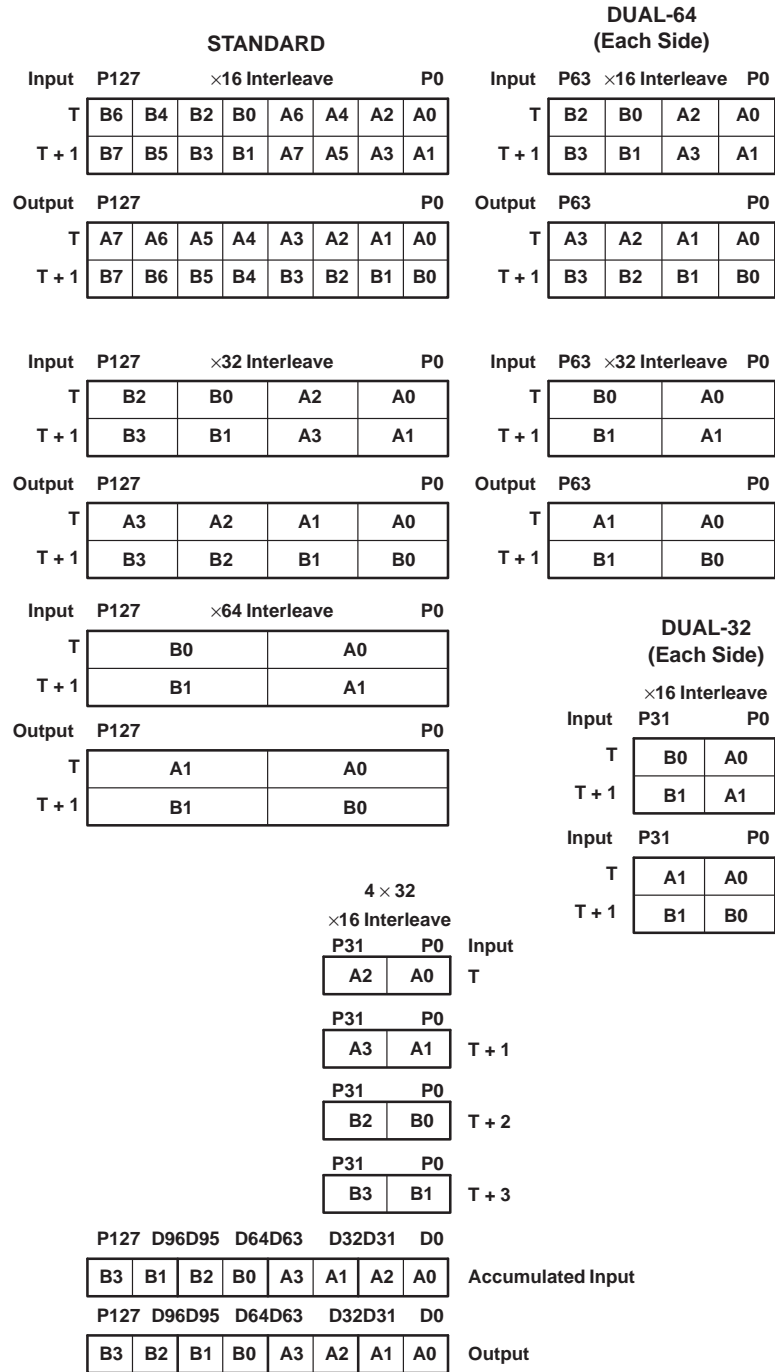 STANDARD
Input P127 ×16 Interleave P0
T B6 B4 B2 B0 A6 A4 A2 A0
T + 1 B7 B5 B3 B1 A7 A5 A3 A1
Output P127 P0
T A7 A6 A5 A4 A3 A2 A1 A0
T + 1 B7 B6 B5 B4 B3 B2 B1 B0
Input P127 ×32 Interleave P0
T B2 B0 A2 A0
T + 1 B3 B1 A3 A1
Output P127 P0
T A3 A2 A1 A0
T + 1 B3 B2 B1 B0
Input P127 ×64 Interleave P0
T B0 A0
T + 1 B1 A1
Output P127 P0
T A1 A0
T + 1 B1 B0
DUAL-64
(Each Side)
Input P63 ×16 Interleave P0
T B2 B0 A2 A0
T + 1 B3 B1 A3 A1
Output P63 P0
T A3 A2 A1 A0
T + 1 B3 B2 B1 B0
Input P63 ×32 Interleave P0
T B0 A0
T + 1 B1 A1
Output P63 P0
T A1 A0
T + 1 B1 B0
DUAL-32
(Each Side)
×16 Interleave
Input P31 P0
T B0 A0
T + 1 B1 A1
Input P31 P0
T A1 A0
T + 1 B1 B0
4 × 32
×16 Interleave
P31 P0 Input
A2 A0 T
P31 P0
A3 A1 T + 1
P31 P0
B2 B0 T + 2
P31 P0
B3 B1 T + 3
P127 D96D95 D64D63 D32D31 D0
B3 B1 B2 B0 A3 A1 A2 A0 Accumulated Input
P127 D96D95 D64D63 D32D31 D0
B3 B2 B1 B0 A3 A2 A1 A0 Output